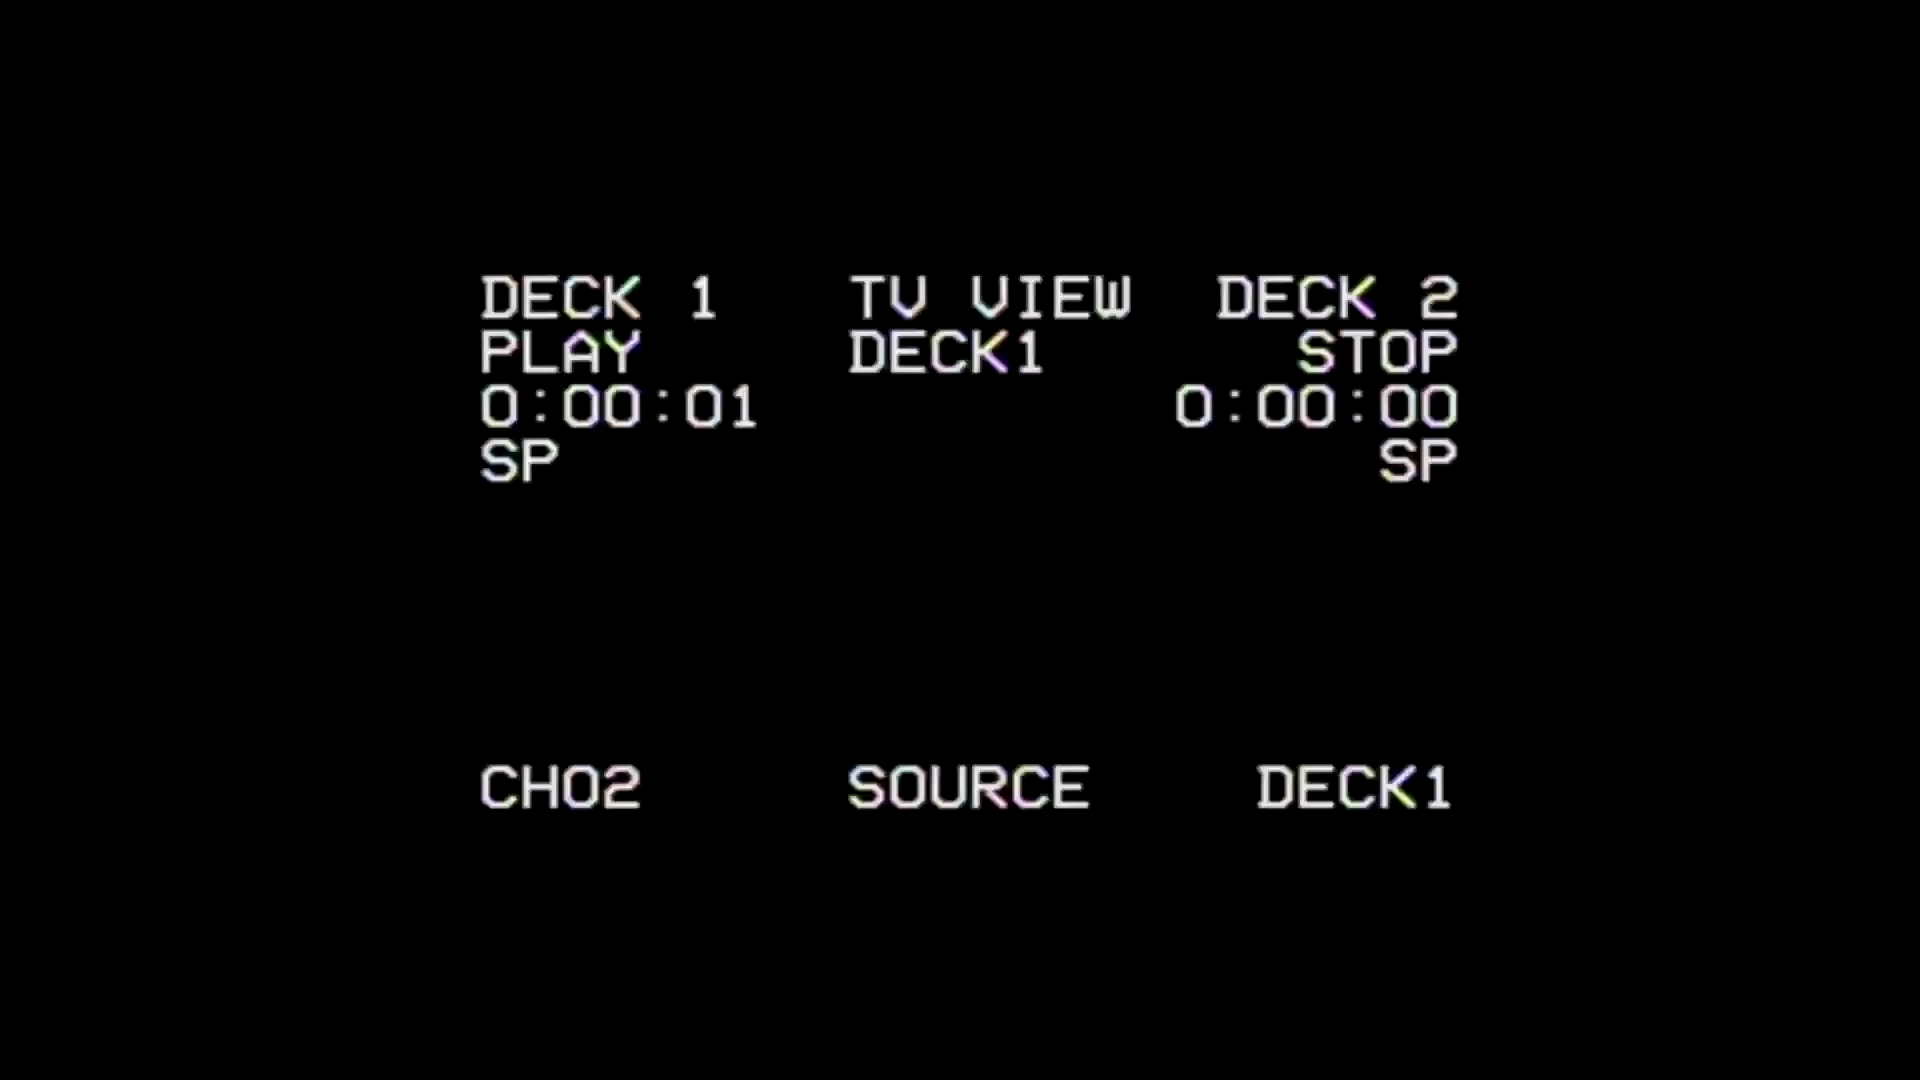 DECK 1 TV VIEW DECK 2
PLAY DECK1 STOP
0:00:01 0:00:00
SP SP
CH02 SOURCE DECK1